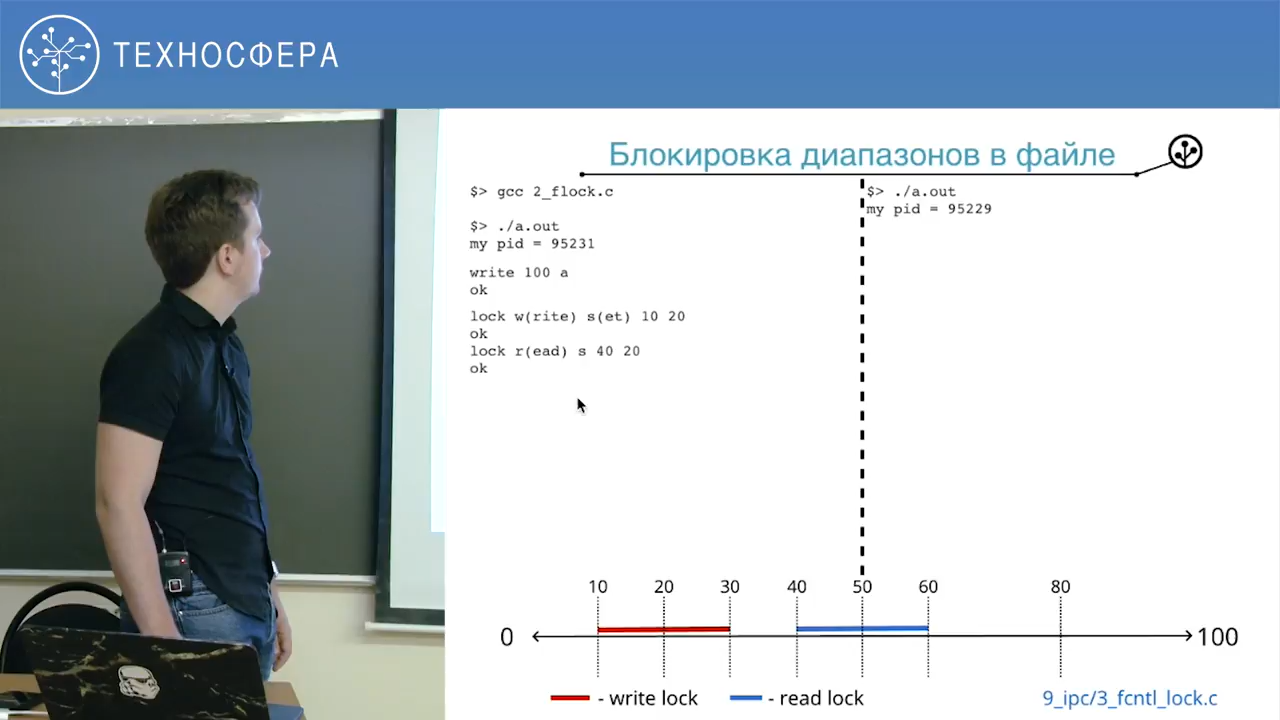 ТЕХНОСФЕРА
Блокировка диапазонов в файле
$> gcc 2_flock.c
$> ./a.out
my pid = 95231
write 100 a
ok
lock w(rite) s(et) 10 20
ok
lock r(ead) s 40 20
ok
$> ./a.out
my pid = 95229
10 20 30 40 50 60 80
0 100
- write lock - read lock
9_ipc/3_fcntl_lock.c